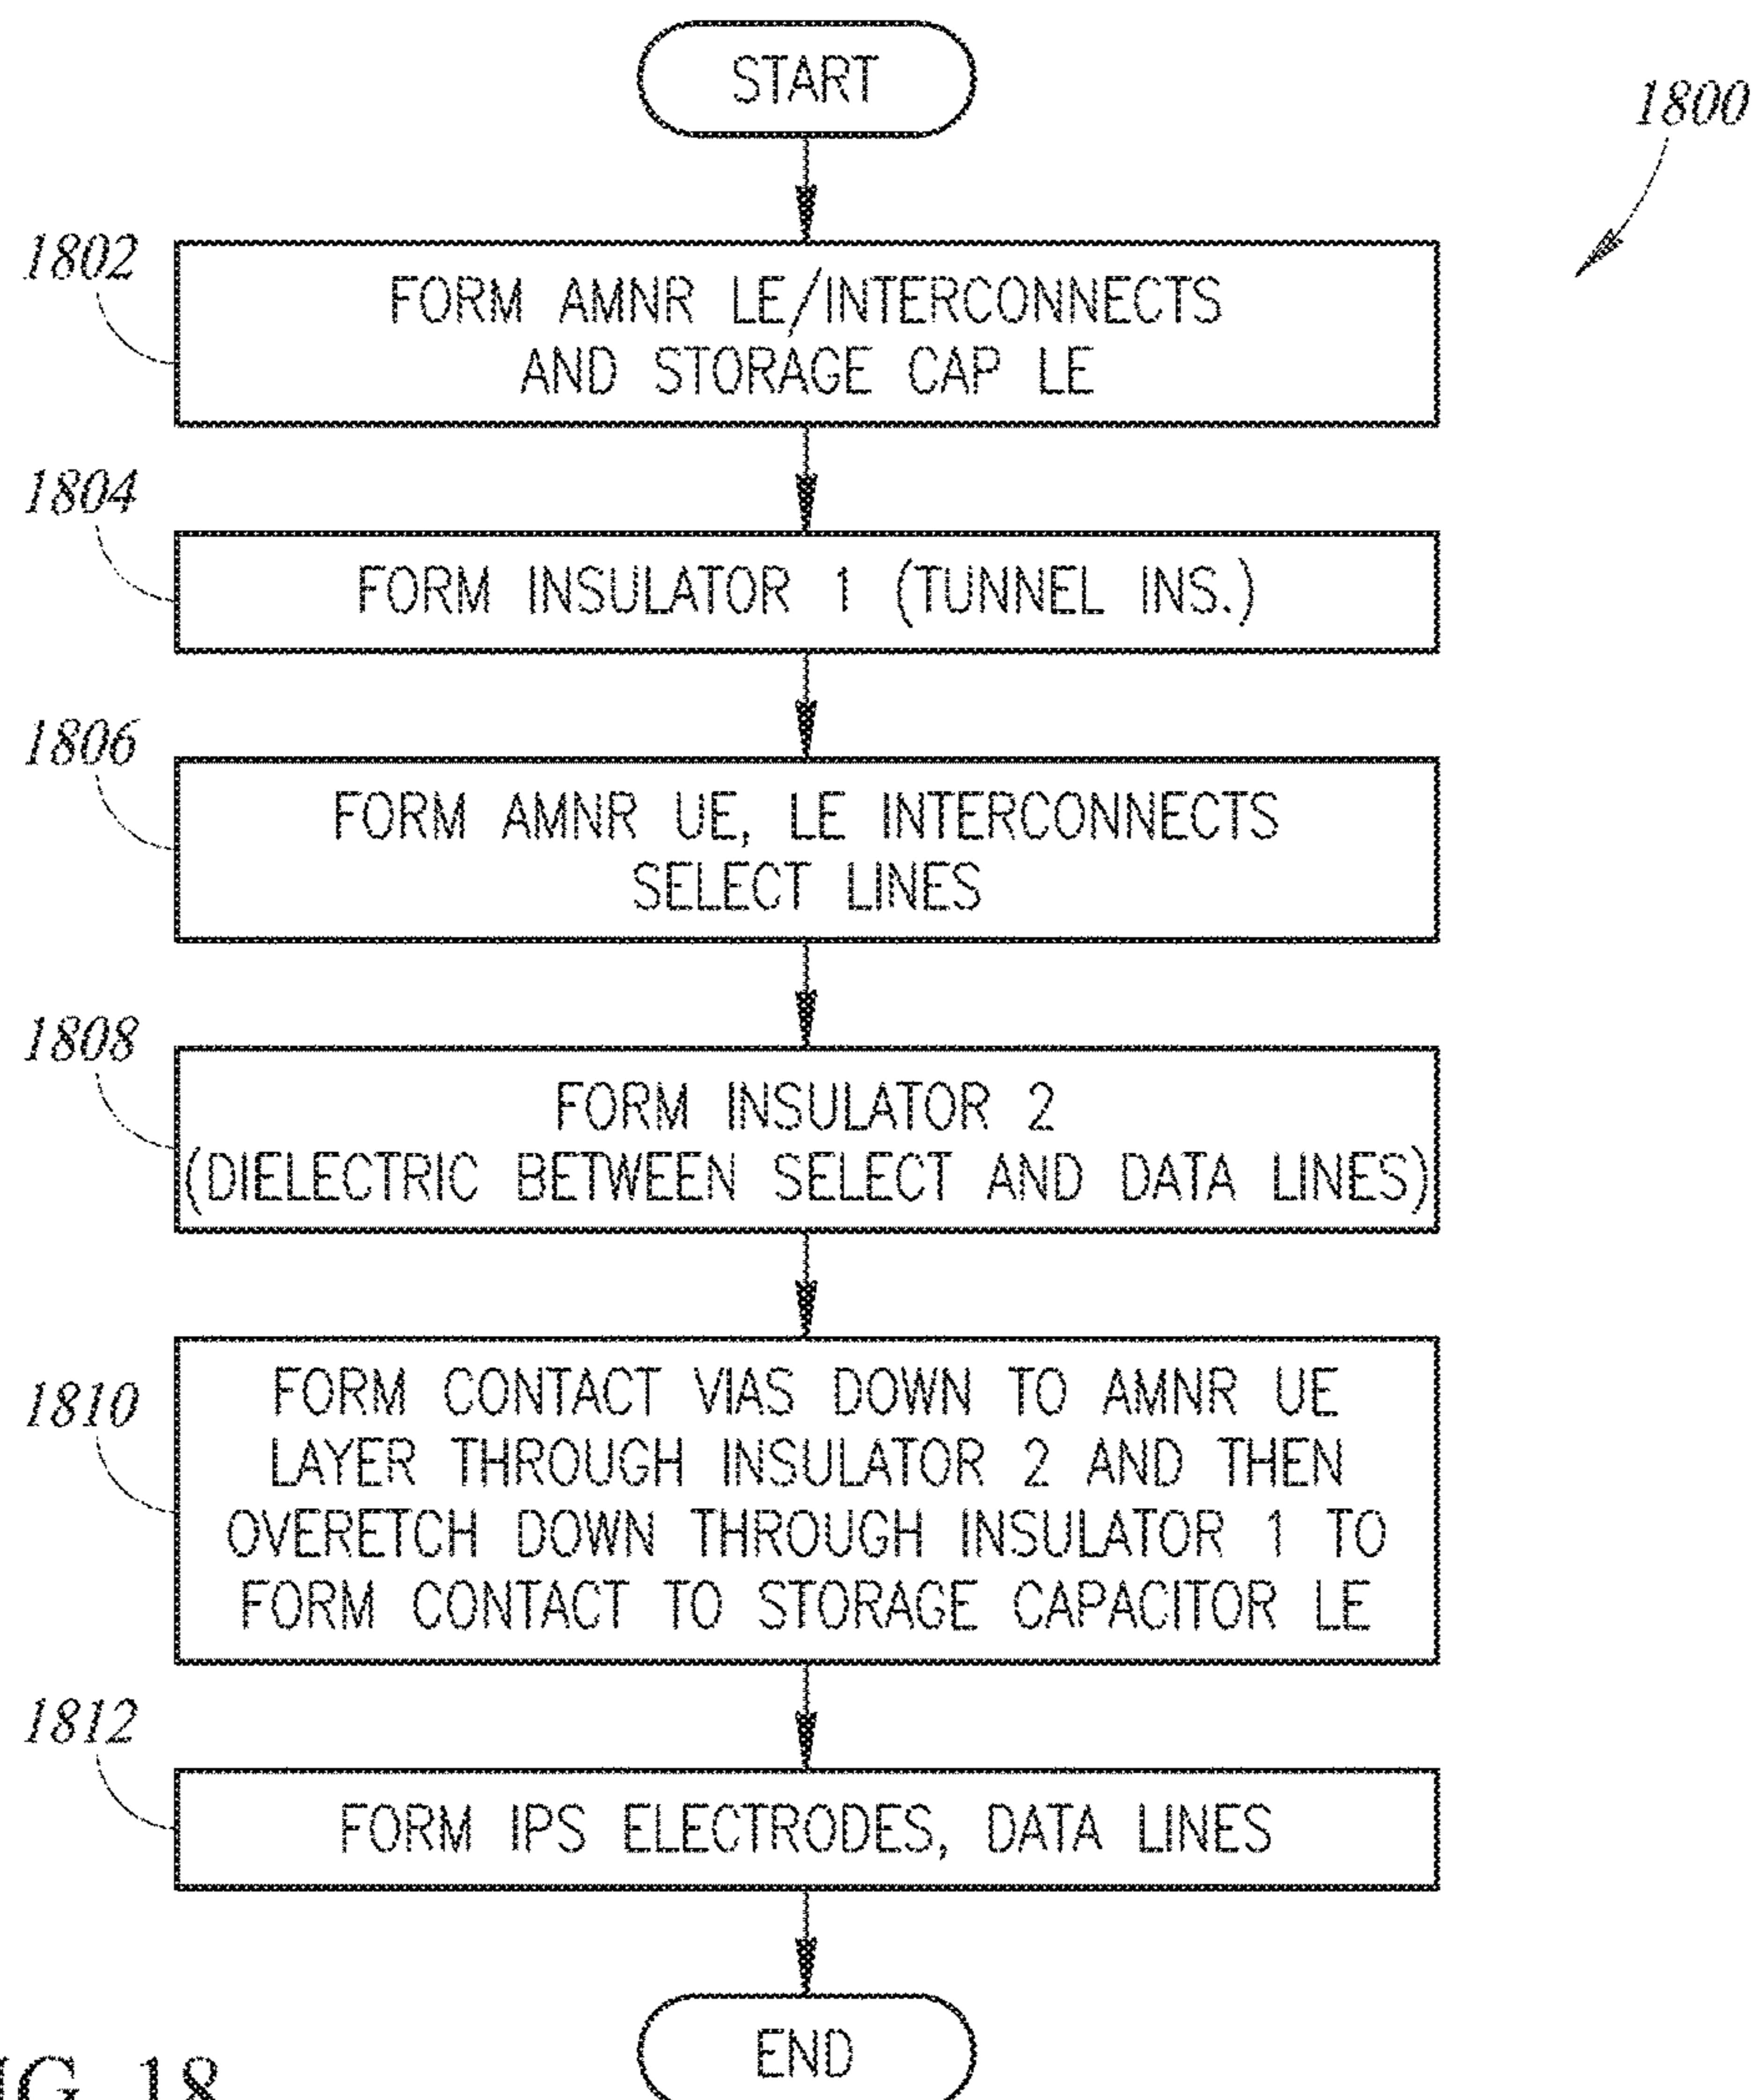 START
1800
1802
FORM AMNR LE/INTERCONNECTS
AND STORAGE CAP LE
1804
FORM INSULATOR 1 (TUNNEL INS.)
1806
FORM AMNR UE, LE INTERCONNECTS
SELECT LINES
1808
FORM INSULATOR 2
(DIELECTRIC BETWEEN SELECT AND DATA LINES)
1810
FORM CONTACT VIAS DOWN TO AMNR UE
LAYER THROUGH INSULATOR 2 AND THEN
OVERETCH DOWN THROUGH INSULATOR 1 TO
FORM CONTACT TO STORAGE CAPACITOR LE
1812
FORM IPS ELECTRODES, DATA LINES
END
IG. 18